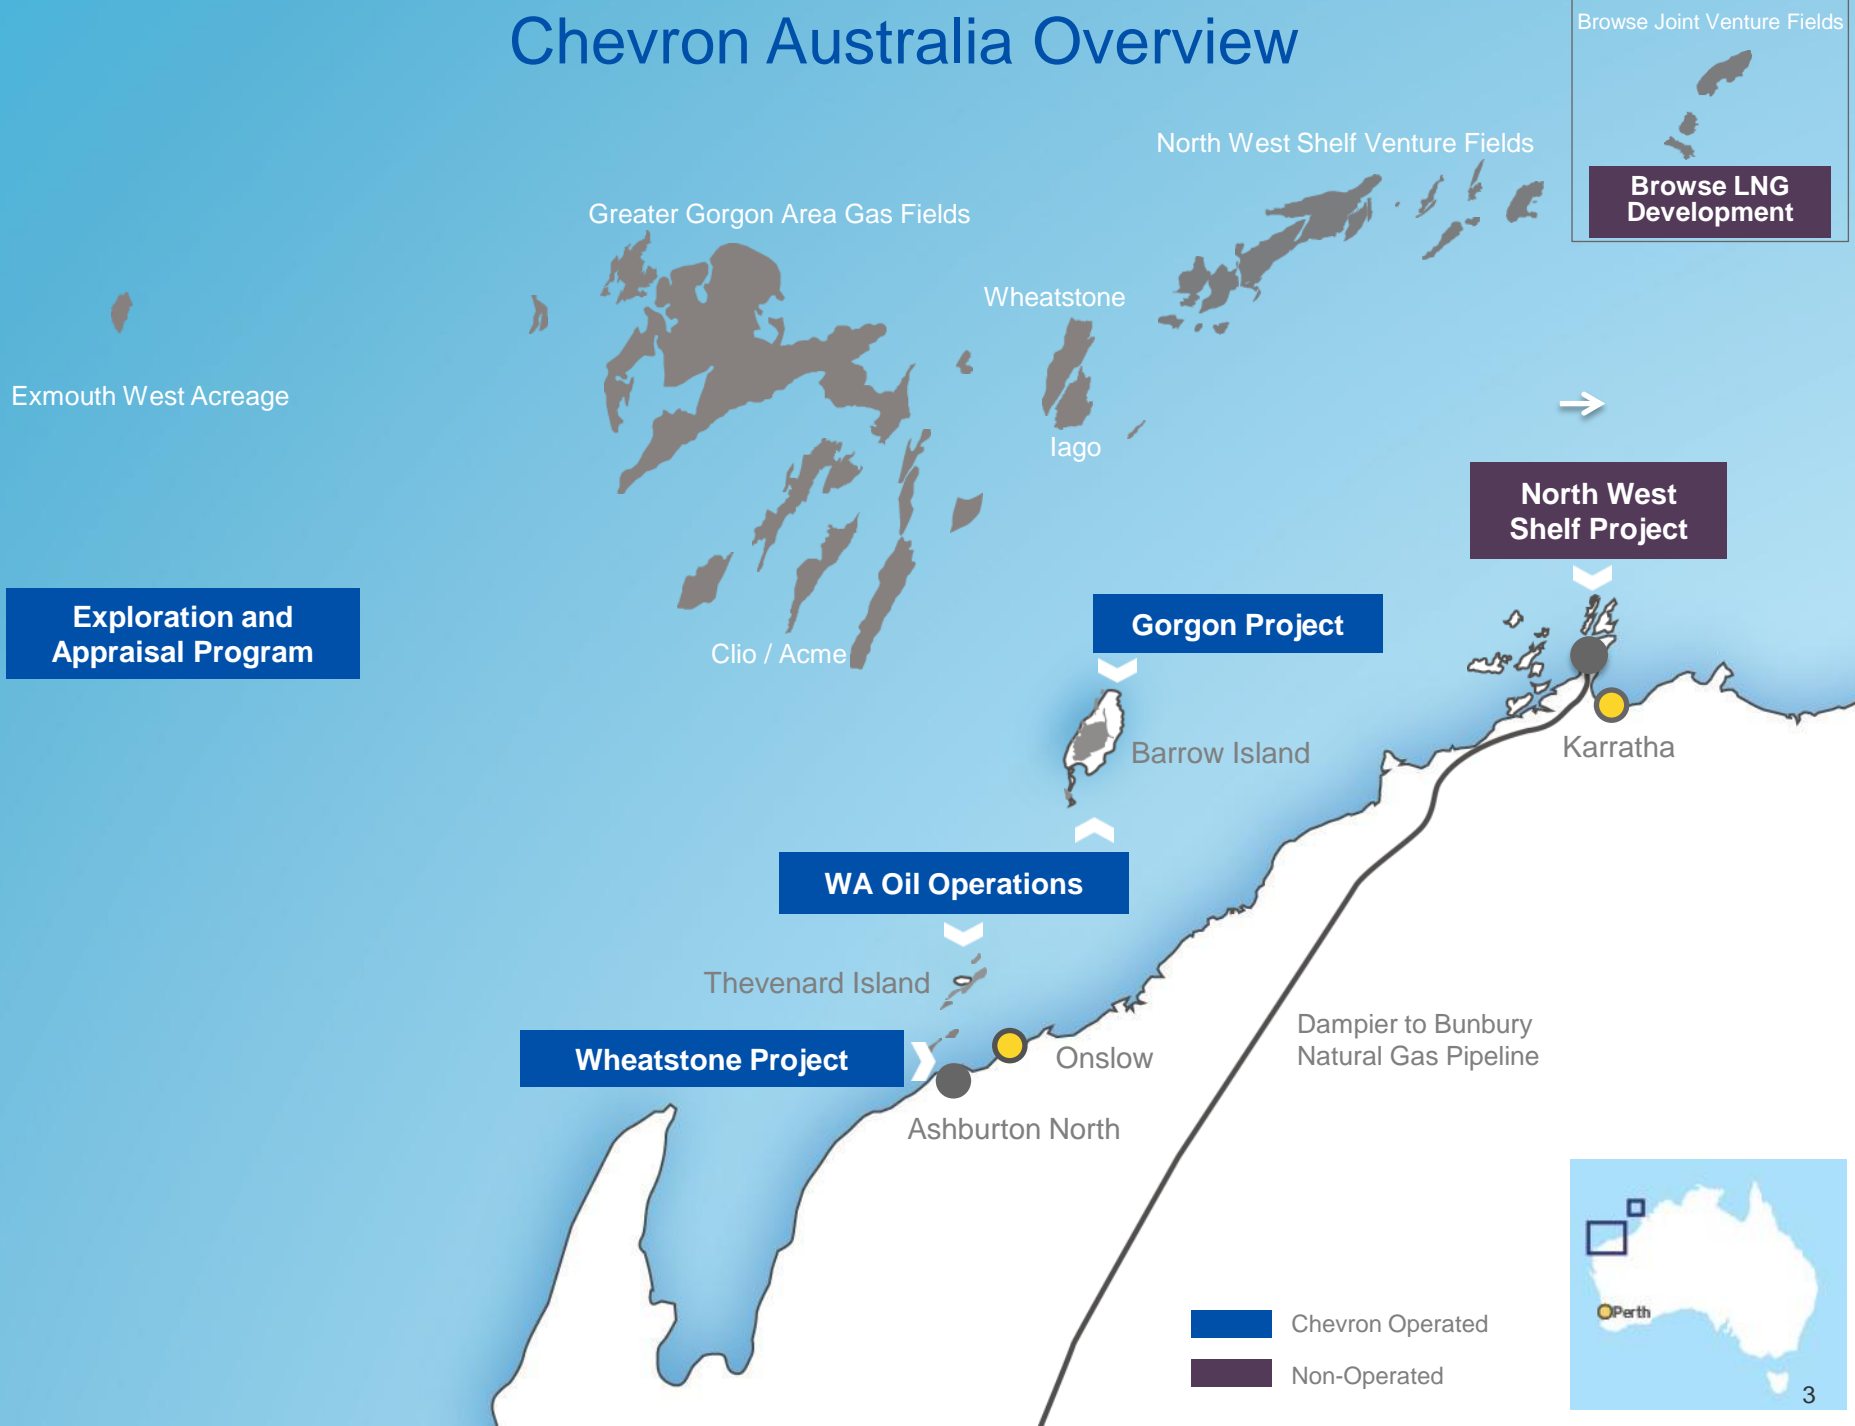 Chevron Australia Overview
Browse Joint Venture Fields
Browse LNG
Development
North West Shelf Venture Fields
Greater Gorgon Area Gas Fields
Wheatstone
Exmouth West Acreage
Iago
North West
Shelf Project
Exploration and
Appraisal Program
Gorgon Project
Clio / Acme
Barrow Island
Karratha
WA Oil Operations
Thevenard Island
Dampier to Bunbury
Natural Gas Pipeline
Wheatstone Project
Onslow
Ashburton North
Perth
Chevron Operated
Non-Operated
3